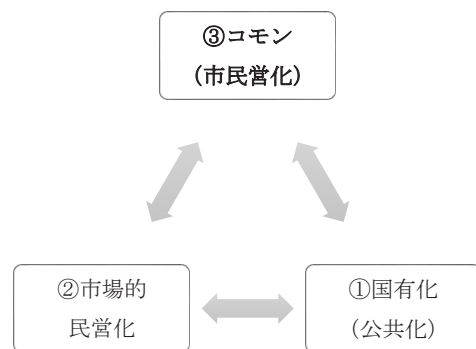 ③コモン
(市民営化)
②市場的
民営化
①国有化
(公共化)